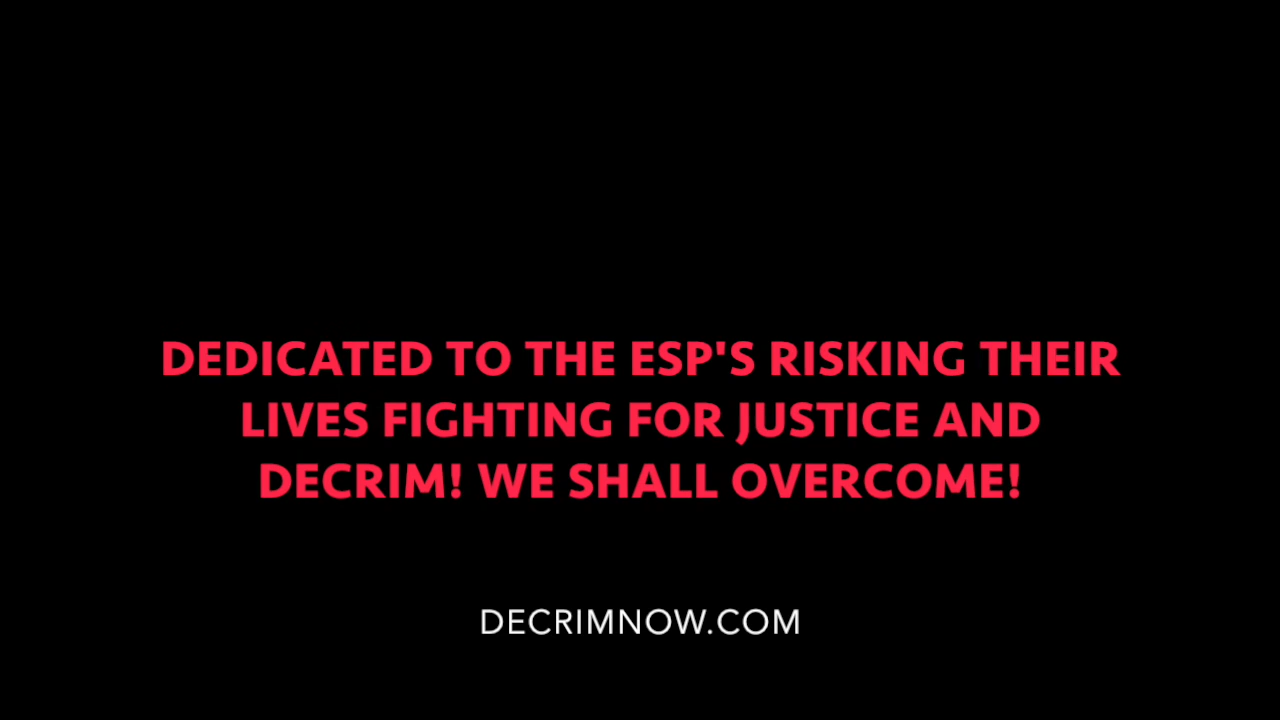 DEDICATED TO THE ESP'S RISKING THEIR
LIVES FIGHTING FOR JUSTICE AND
DECRIM! WE SHALL OVERCOME!
DECRIMNOW.COM